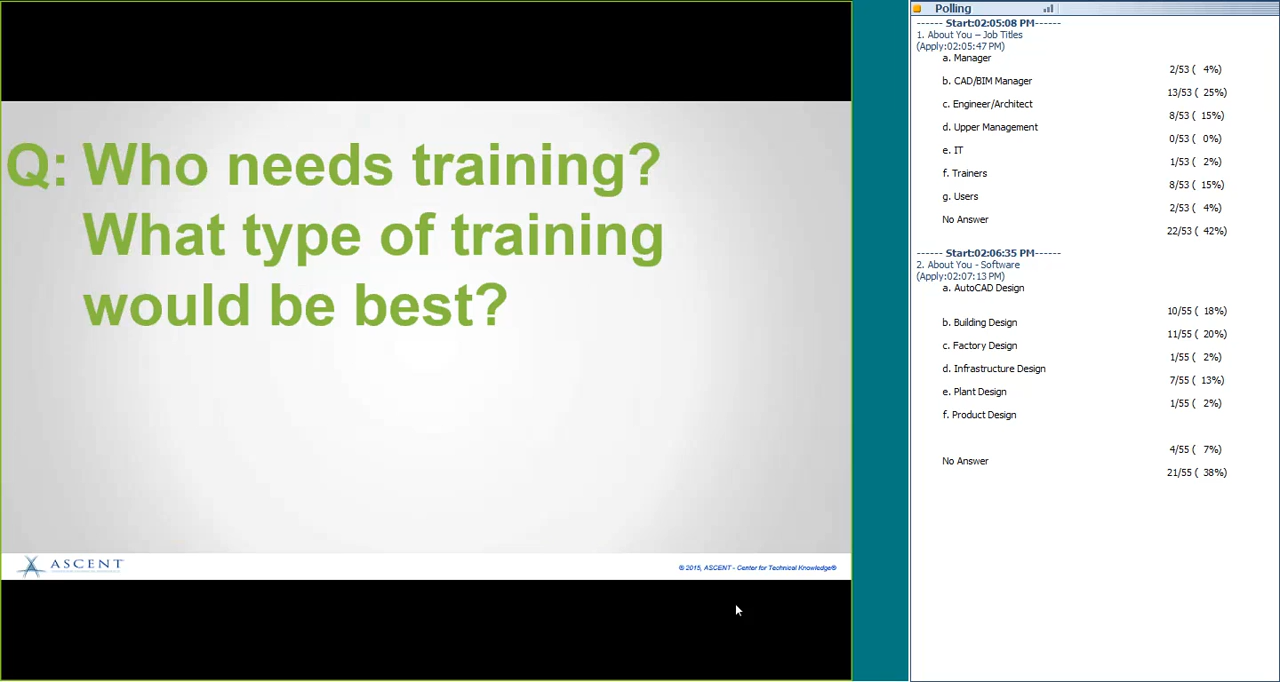 Q: Who needs training?
What type of training
would be best?
ASCENT
© 2015, ASCENT - Center for Technical Knowledge®
Polling
------ Start:02:05:08 PM------
1. About You – Job Titles
(Apply:02:05:47 PM)
a. Manager
2/53 ( 4%)
b. CAD/BIM Manager
13/53 ( 25%)
c. Engineer/Architect
8/53 ( 15%)
d. Upper Management
0/53 ( 0%)
e. IT
1/53 ( 2%)
f. Trainers
8/53 ( 15%)
g. Users
2/53 ( 4%)
No Answer
22/53 ( 42%)
------ Start:02:06:35 PM------
2. About You - Software
(Apply:02:07:13 PM)
a. AutoCAD Design
10/55 ( 18%)
b. Building Design
11/55 ( 20%)
c. Factory Design
1/55 ( 2%)
d. Infrastructure Design
7/55 ( 13%)
e. Plant Design
1/55 ( 2%)
f. Product Design
4/55 ( 7%)
No Answer
21/55 ( 38%)